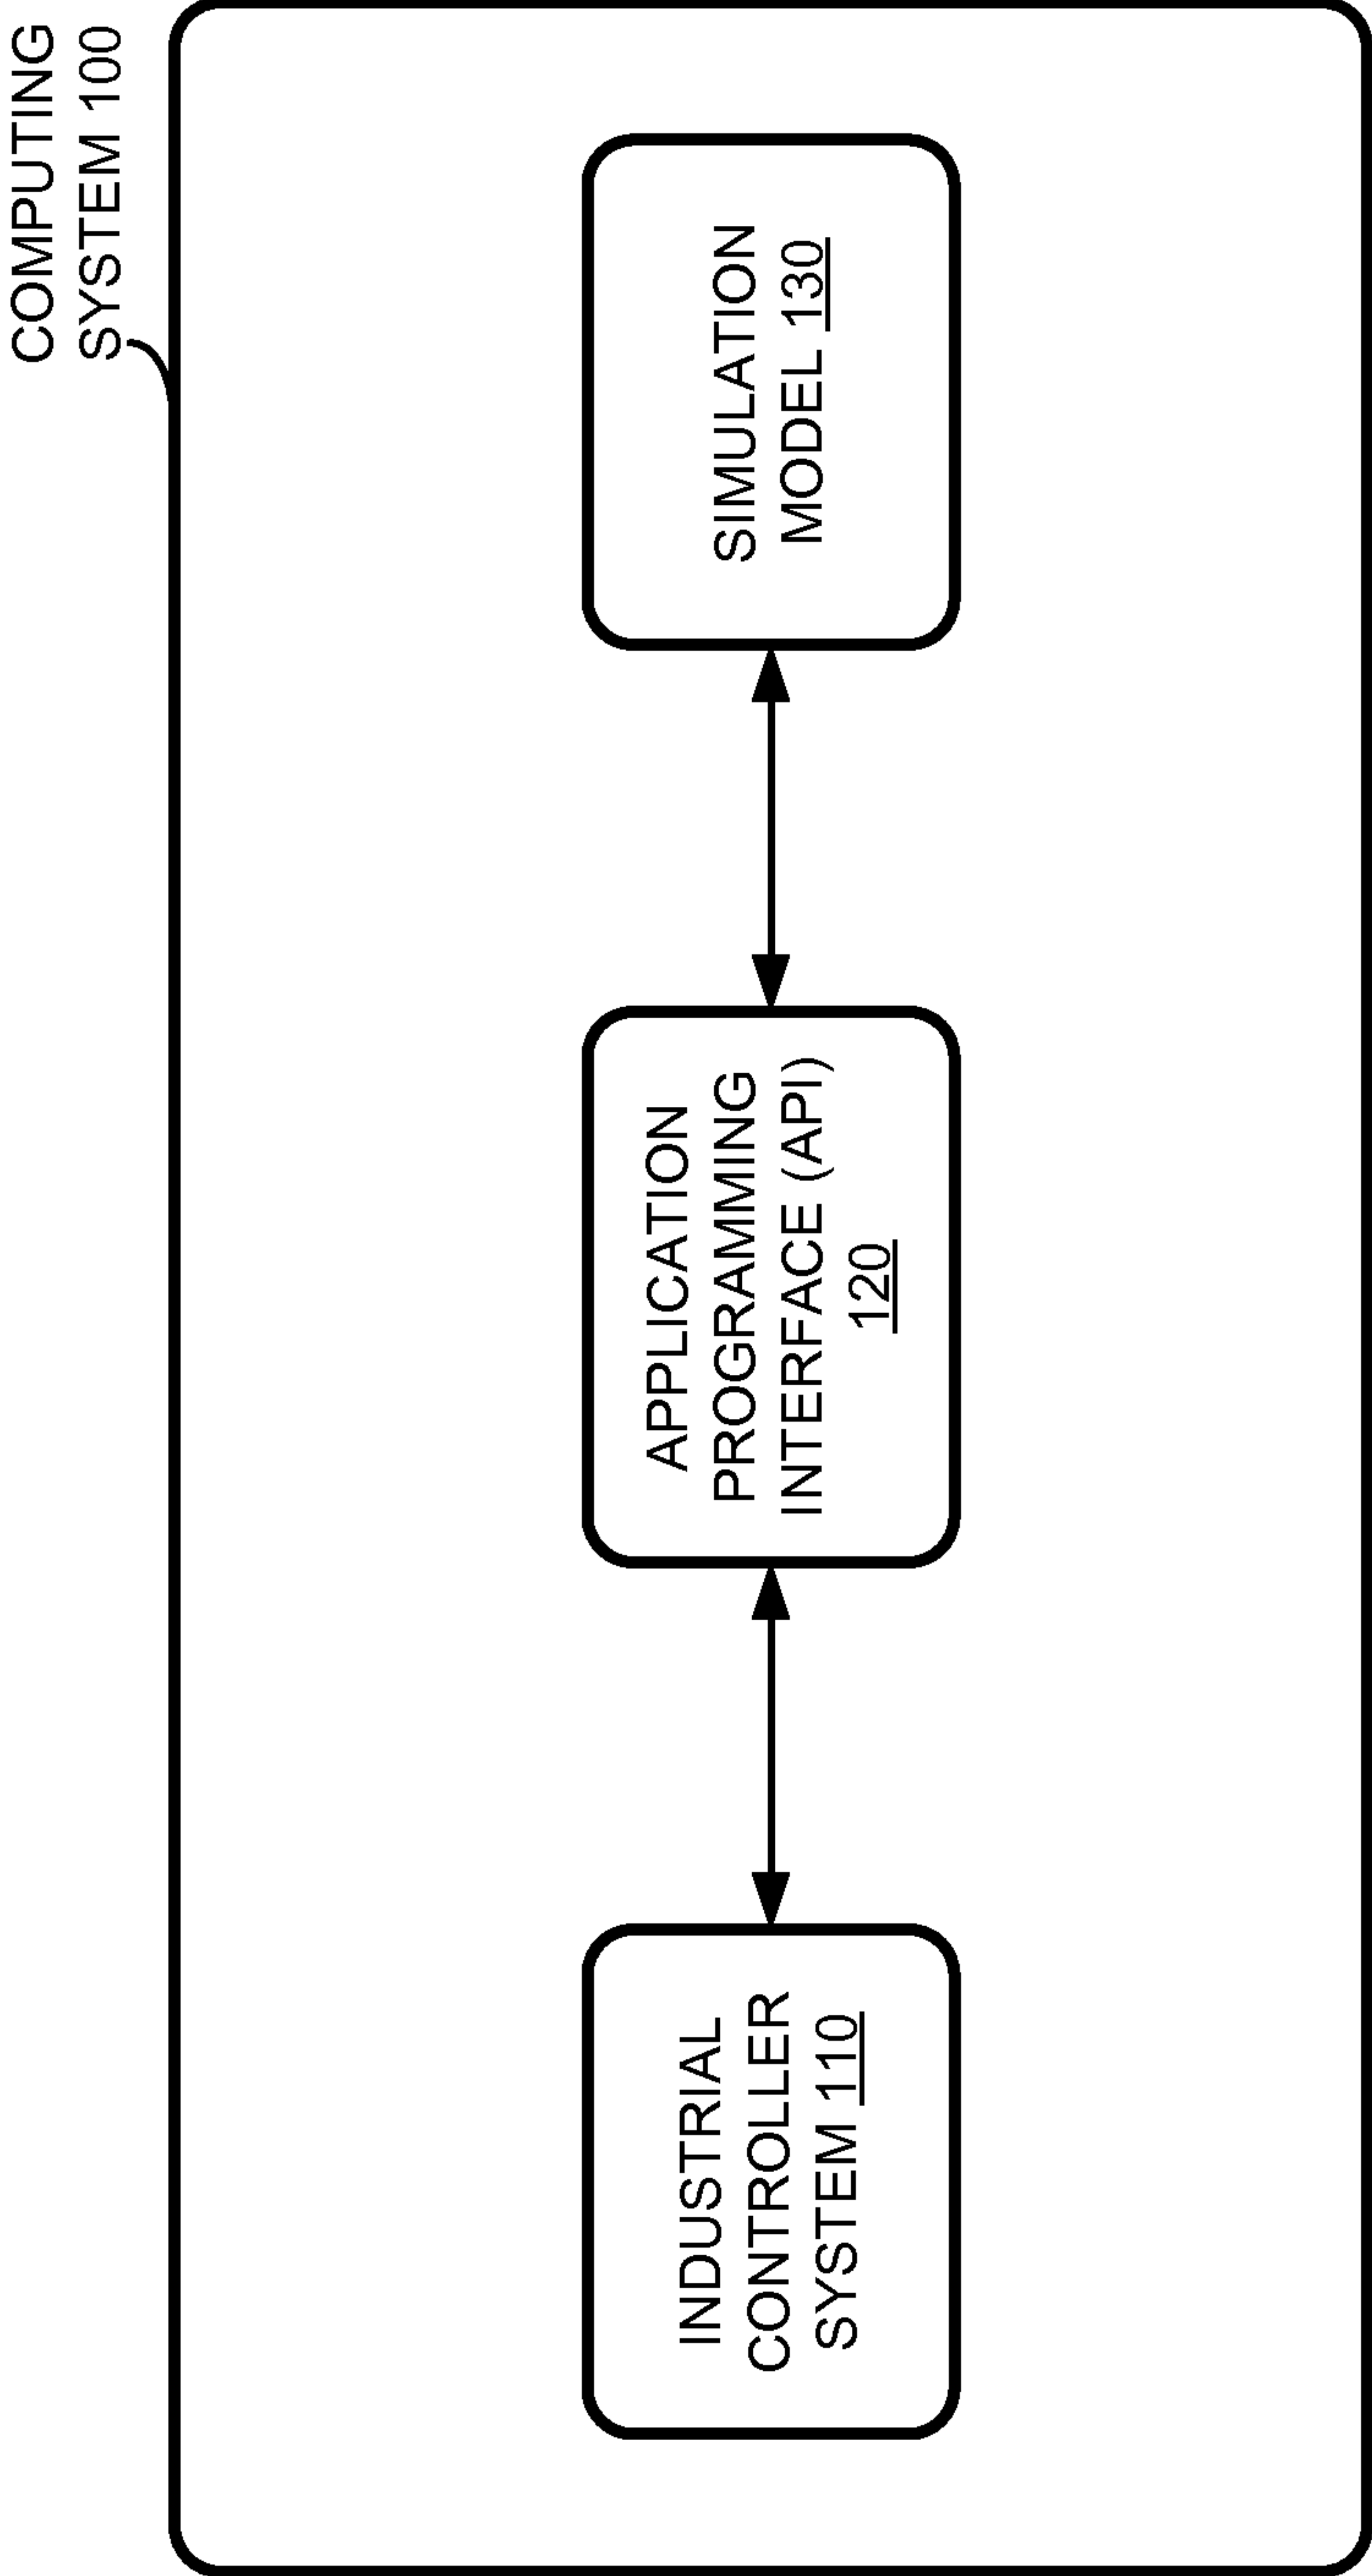 COMPUTING
SYSTEM 100
INDUSTRIAL
CONTROLLER
SYSTEM 110
APPLICATION
PROGRAMMING
INTERFACE (API)
120
SIMULATION
MODEL 130